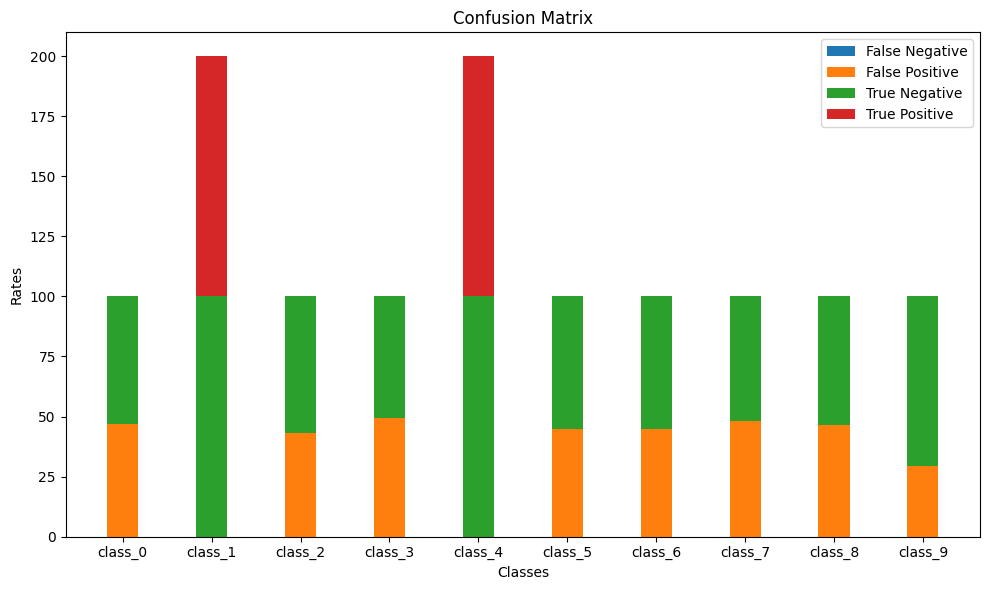 Confusion Matrix
False Negative
False Positive
True Negative
True Positive
200
175
150
125
100
75
50
25
0
Rates
class_0 class_1 class_2 class_3 class_4 class_5 class_6 class_7 class_8 class_9
Classes